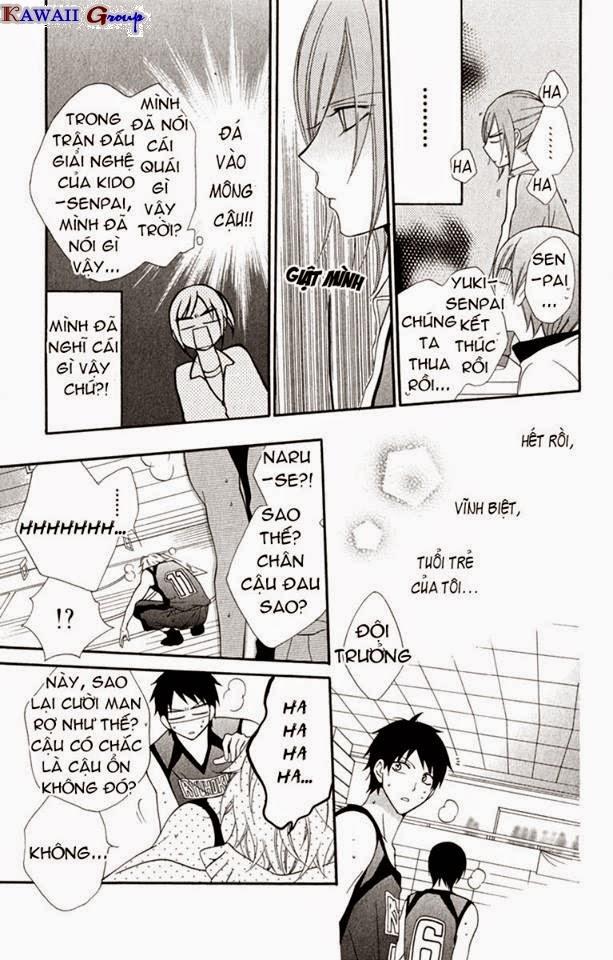 KAWAII Group
HA
......
HA
HA
......
SEN
-PAI
...
YUKI-
SENPAI
KẾT
THÚC
RỒI
CHÚNG
TA
THUA
RỒI...
GIẬT MÌNH
ĐÁ
VÀO
MÔNG
CẬU!!
MÌNH
ĐÃ NÓI
CÁI
QUÁI
GÌ
VẬY
TRỜI?
TRONG
TRẬN ĐẤU
GIẢI NGHỆ
CỦA KIDO
-SENPAI,
MÌNH ĐÃ
NÓI GÌ
VẬY...
MÌNH ĐÃ
NGHĨ CÁI
GÌ VẬY
CHỨ?!
HẾT RỒI,
VĨNH BIỆT,
TUỔI TRẺ
CỦA TÔI...
NARU
-SE?!
SAO
THẾ?
CHÂN
CẬU ĐAU
SAO?
......
HHHHHHH...
11
!?
ĐỘI
TRƯỞNG
6
HA
HA
HA
HA...
NÀY, SAO
LẠI CƯỜI MAN
RỢ NHƯ THẾ?
CẬU CÓ CHẮC
LÀ CẬU ỔN
KHÔNG ĐÓ?
KHÔNG...